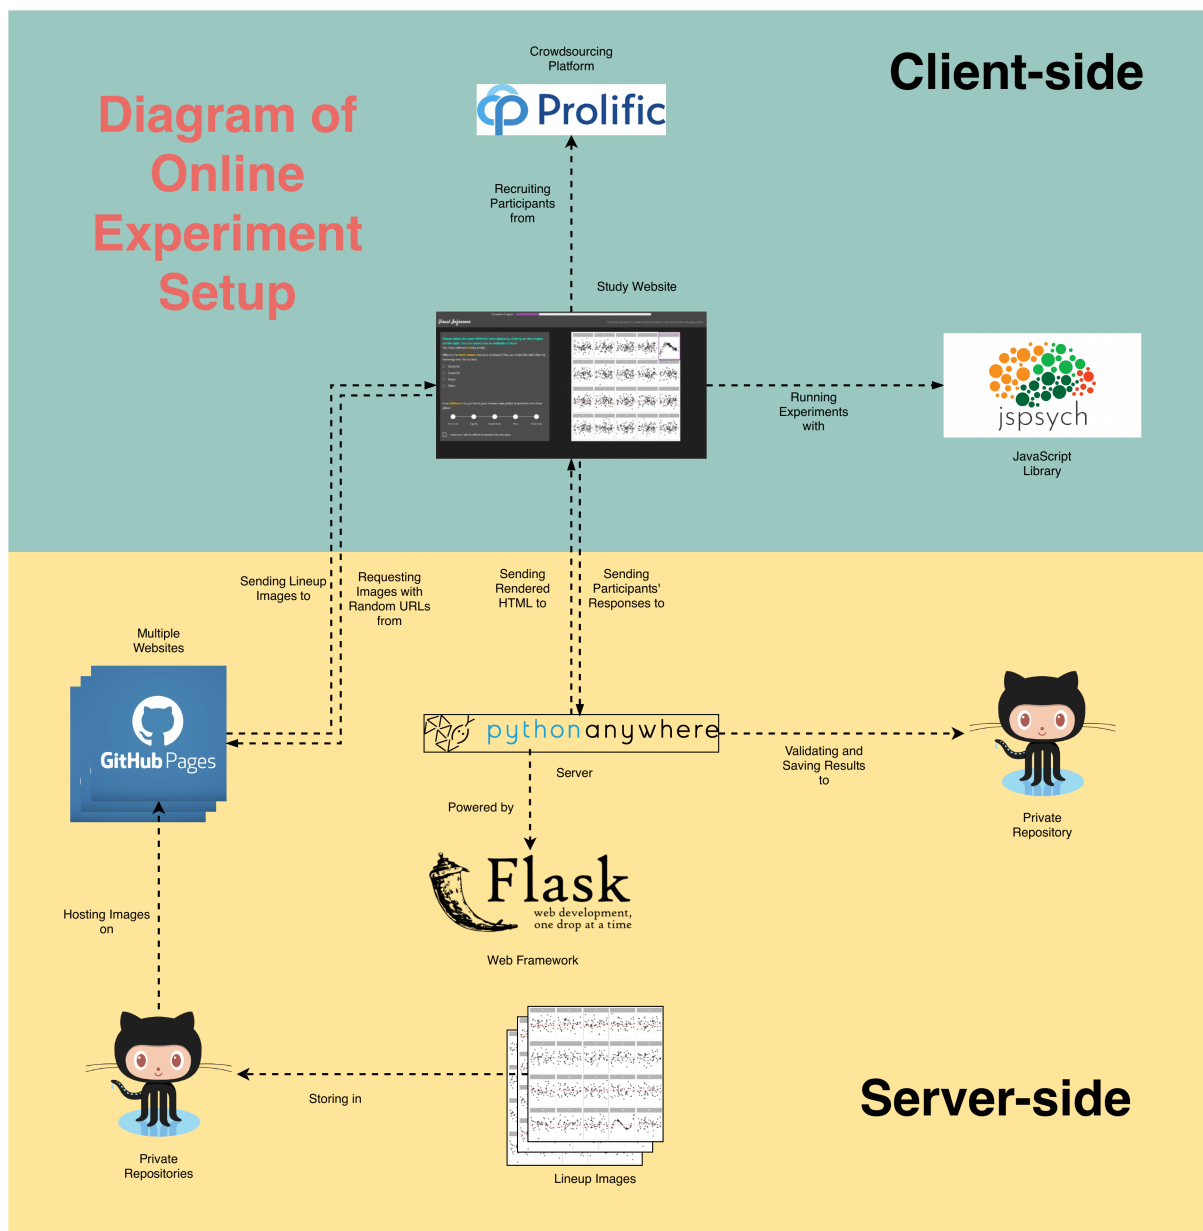 Diagram of
Online
Experiment
Setup
Client-side
Crowdsourcing
Platform
Prolific
Recruiting
Participants
from
Study Website
Visual Inference
Running
Experiments
with
jspsych
JavaScript
Library
Sending Lineup
Images to
Requesting
Images with
Random URLs
from
Sending
Rendered
HTML to
Sending
Participants'
Responses to
Multiple
Websites
GitHub Pages
pythonanywhere
Server
Validating and
Saving Results
to
Private
Repository
Powered by
Flask
web development,
one drop at a time
Web Framework
Hosting Images
on
Private
Repositories
Storing in
Lineup Images
Server-side